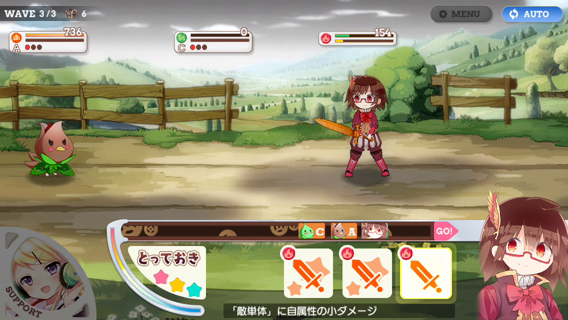 WAVE 3/3 6
MENU
AUTO
736
A
0
C
154
C A
GO!
とっておき
SUPPORT
「敵単体」に自属性の小ダメージ